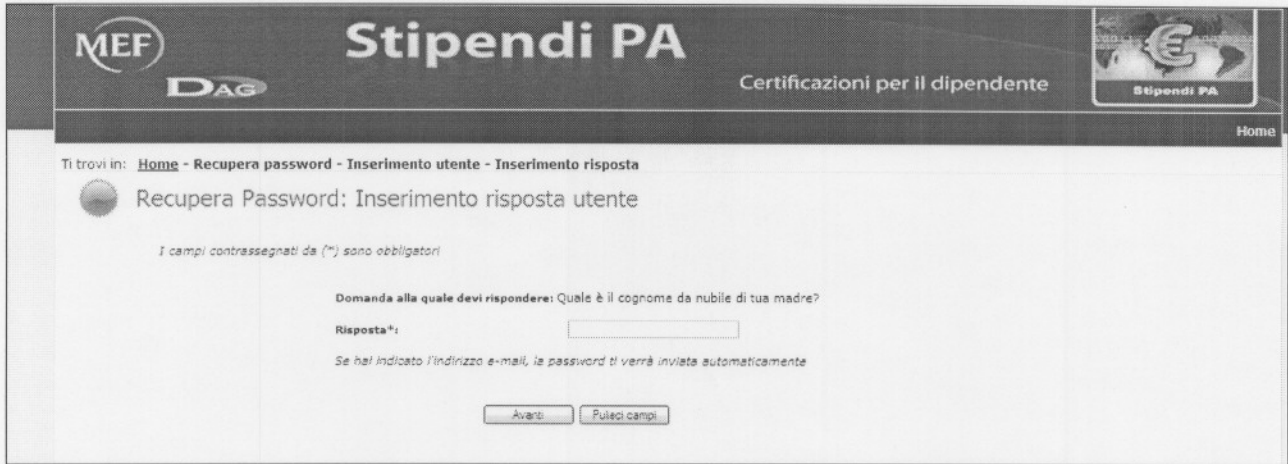 MEF
DAG
Stipendi PA
Certificazioni per il dipendente
€
Stipendi PA
Home
Ti trovi in: Home - Recupera password - Inserimento utente - Inserimento risposta
Recupera Password: Inserimento risposta utente
I campi contrassegnati da (*) sono obbligatori
Domanda alla quale devi rispondere: Quale è il cognome da nubile di tua madre?
Risposta*:
Se hai indicato l'indirizzo e-mail, la password ti verrà inviata automaticamente
Avanti Pulisci campi